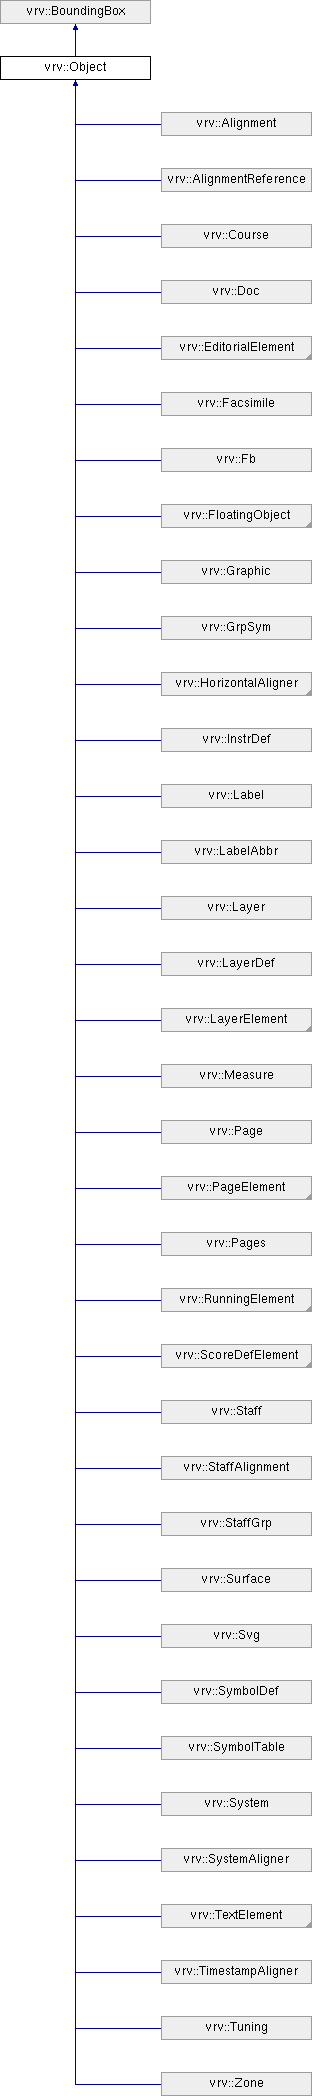 vrv::BoundingBox
vrv::Object
vrv::Alignment
vrv::AlignmentReference
vrv::Course
vrv::Doc
vrv::EditorialElement
vrv::Facsimile
vrv::Fb
vrv::FloatingObject
vrv::Graphic
vrv::GrpSym
vrv::HorizontalAligner
vrv::InstrDef
vrv::Label
vrv::LabelAbbr
vrv::Layer
vrv::LayerDef
vrv::LayerElement
vrv::Measure
vrv::Page
vrv::PageElement
vrv::Pages
vrv::RunningElement
vrv::ScoreDefElement
vrv::Staff
vrv::StaffAlignment
vrv::StaffGrp
vrv::Surface
vrv::Svg
vrv::SymbolDef
vrv::SymbolTable
vrv::System
vrv::SystemAligner
vrv::TextElement
vrv::TimestampAligner
vrv::Tuning
vrv::Zone